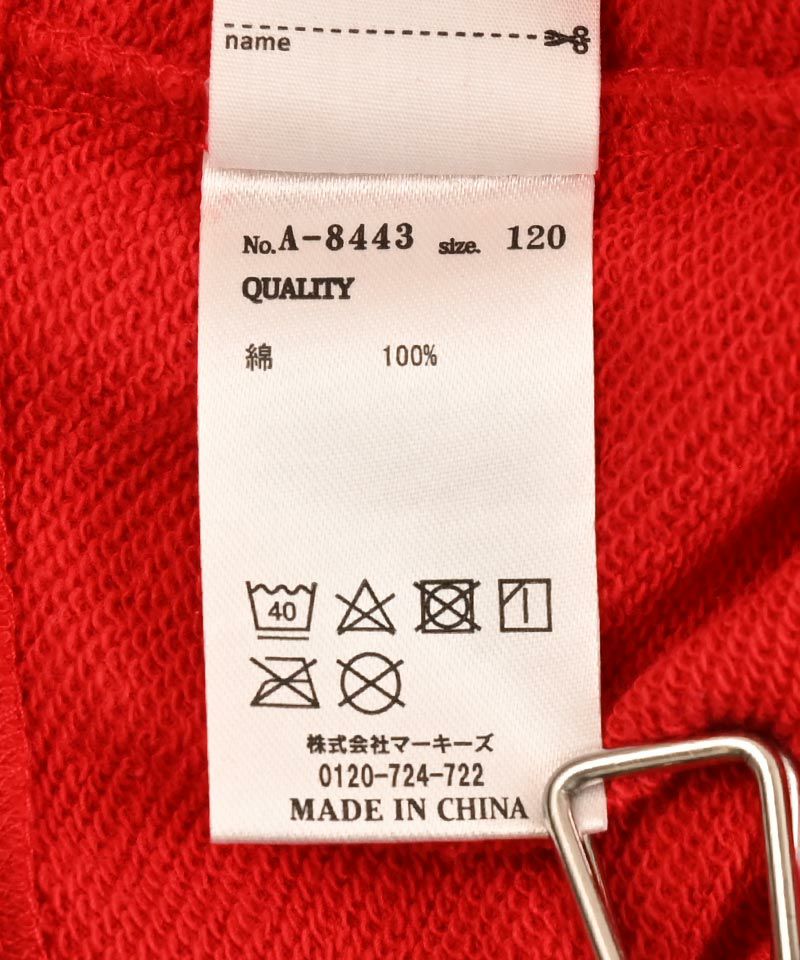 name
No. A-8443 size. 120
QUALITY
綿 100%
40
株式会社マーキーズ
0120-724-722
MADE IN CHINA